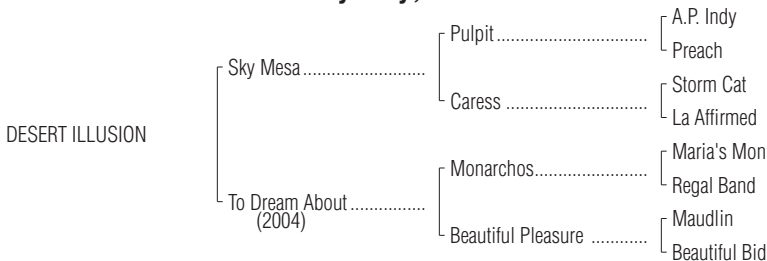 A.P. Indy
Pulpit
Preach
Sky Mesa
Storm Cat
Caress
La Affirmed
DESERT ILLUSION
Maria's Mon
Monarchos
Regal Band
To Dream About
(2004)
Maudlin
Beautiful Pleasure
Beautiful Bid